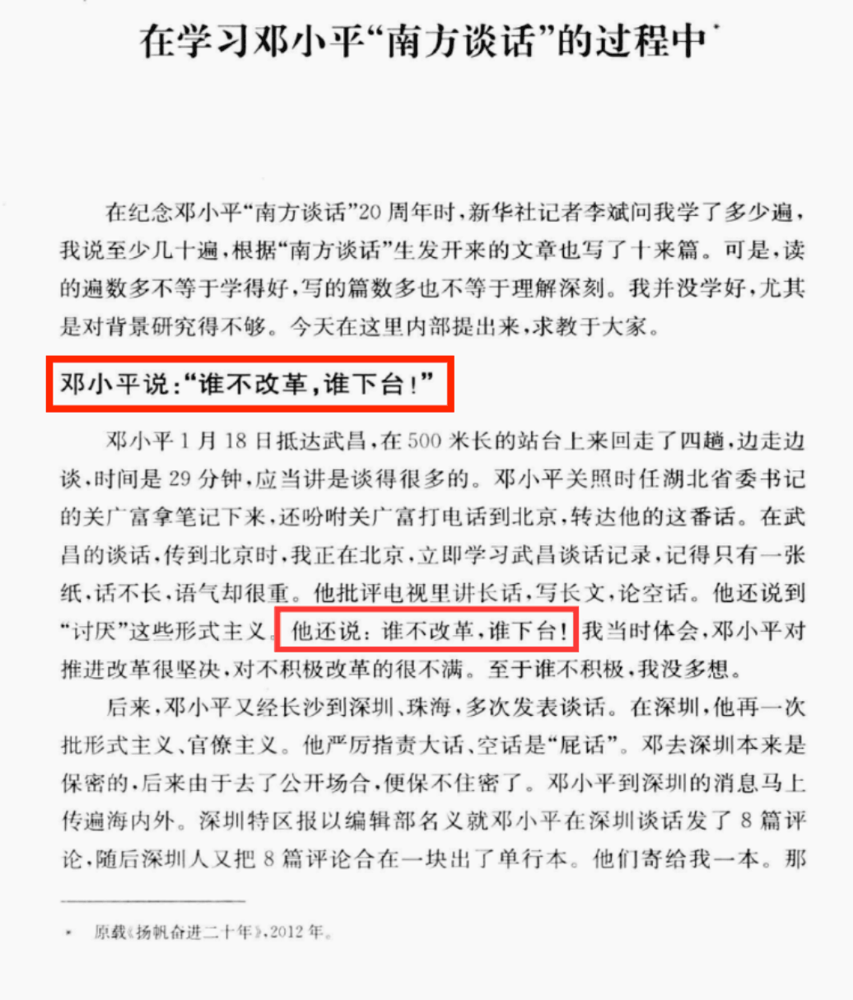 在学习邓小平“南方谈话”的过程中*
在纪念邓小平“南方谈话”20周年时,新华社记者李斌问我学了多少遍,
我说至少几十遍,根据“南方谈话”生发开来的文章也写了十来篇。可是,读
的遍数多不等于学得好,写的篇数多也不等于理解深刻。我并没学好,尤其
是对背景研究得不够。今天在这里内部提出来,求教于大家。
邓小平说:“谁不改革,谁下台!”
邓小平1月18日抵达武昌,在500米长的站台上来回走了四趟,边走边
谈,时间是29分钟,应当讲是谈得很多的。邓小平关照时任湖北省委书记
的关广富拿笔记下来,还吩咐关广富打电话到北京,转达他的这番话。在武
昌的谈话,传到北京时,我正在北京,立即学习武昌谈话记录,记得只有一张
纸,话不长,语气却很重。他批评电视里讲长话,写长文,论空话。他还说到
“讨厌”这些形式主义。他还说:谁不改革,谁下台!我当时体会,邓小平对
推进改革很坚决,对不积极改革的很不满。至于谁不积极,我没多想。
后来,邓小平又经长沙到深圳、珠海,多次发表谈话。在深圳,他再一次
批形式主义、官僚主义。他严厉指责大话、空话是“屁话”。邓去深圳本来是
保密的,后来由于去了公开场合,便保不住密了。邓小平到深圳的消息马上
传遍海内外。深圳特区报以编辑部名义就邓小平在深圳谈话发了8篇评
论,随后深圳人又把8篇评论合在一块出了单行本。他们寄给我一本。那
* 原载《扬帆奋进二十年》,2012年。